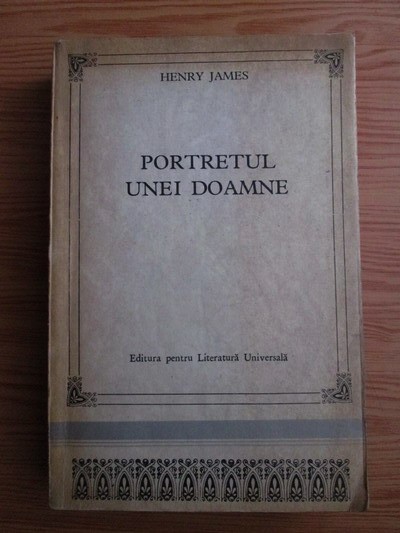 HENRY JAMES
PORTRETUL
UNEI DOAMNE
Editura pentru Literatură Universală